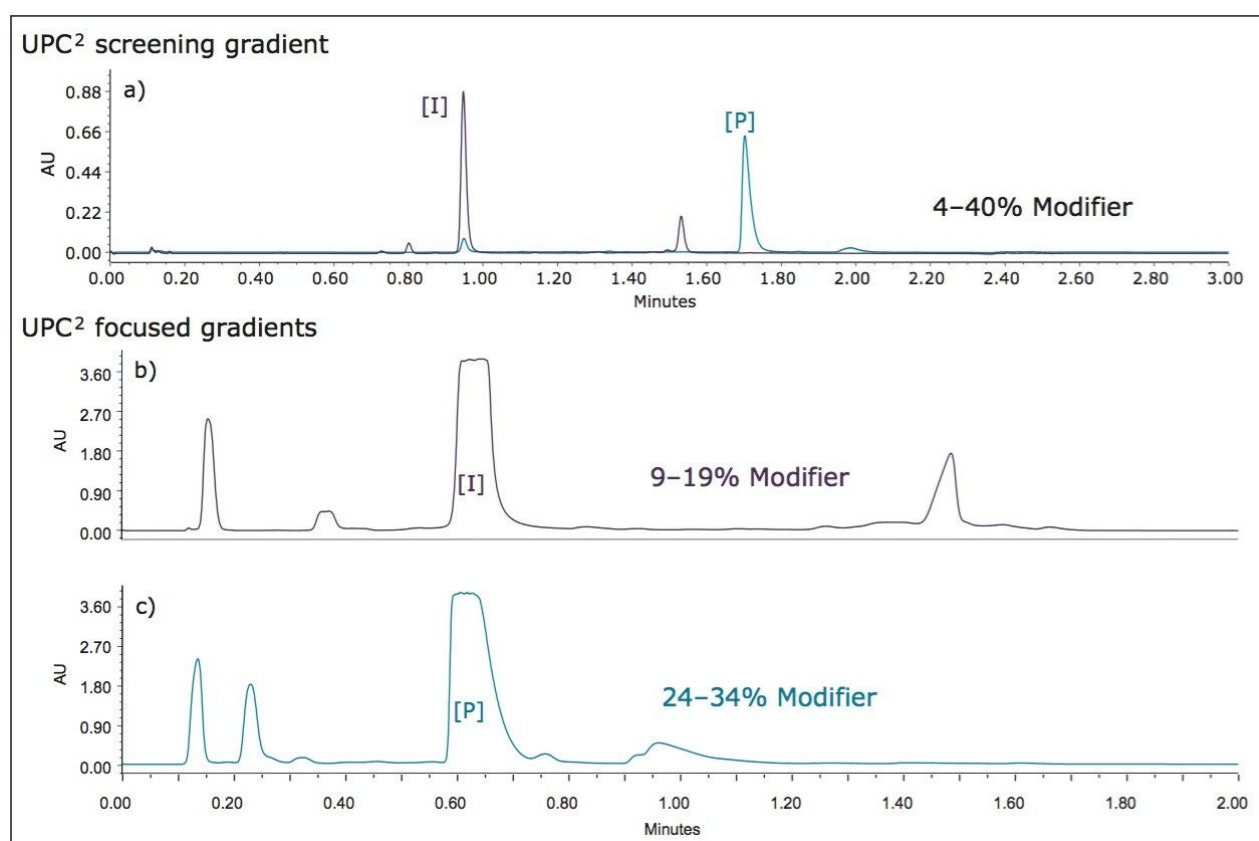 UPC² screening gradient
a)
0.88
0.66
0.44
0.22
0.00
AU
[I]
[P]
4–40% Modifier
0.00 0.20 0.40 0.60 0.80 1.00 1.20 1.40 1.60 1.80 2.00 2.20 2.40 2.60 2.80 3.00
Minutes
UPC² focused gradients
b)
3.60
2.70
1.80
0.90
0.00
AU
[I]
9–19% Modifier
c)
3.60
2.70
1.80
0.90
0.00
AU
[P]
24–34% Modifier
0.00 0.20 0.40 0.60 0.80 1.00 1.20 1.40 1.60 1.80 2.00
Minutes